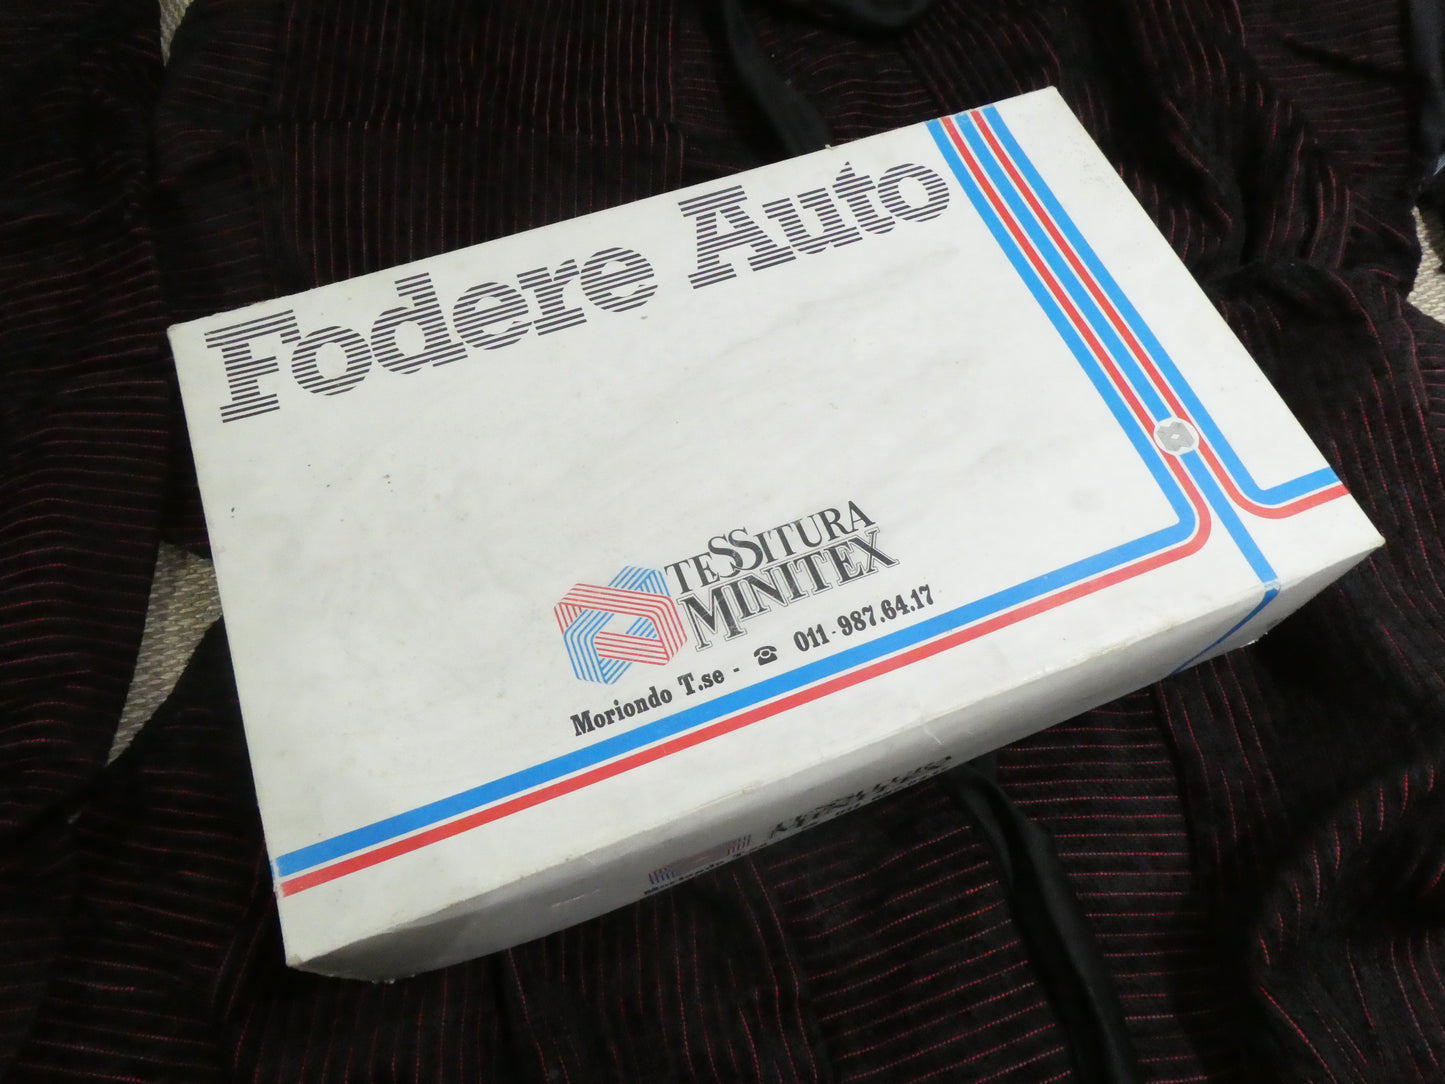 Fodere Auto
TESSITURA
MINITEX
Moriondo T.se - ☎ 011-987.64.17